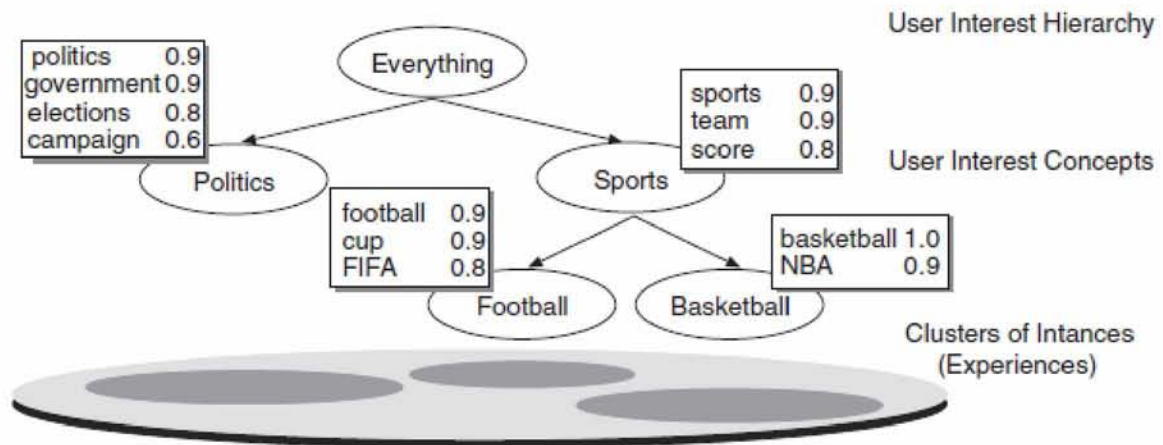 User Interest Hierarchy
Everything
politics 0.9
government 0.9
elections 0.8
campaign 0.6
sports 0.9
team 0.9
score 0.8
User Interest Concepts
Politics
Sports
football 0.9
cup 0.9
FIFA 0.8
basketball 1.0
NBA 0.9
Football
Basketball
Clusters of Intances
(Experiences)